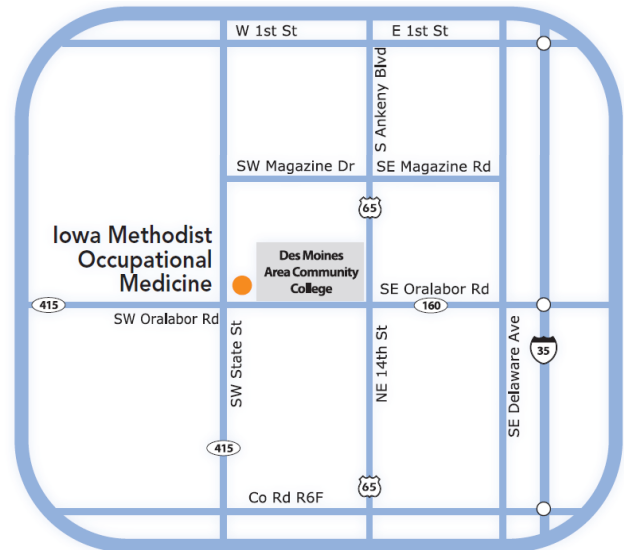 W 1st St
E 1st St
S Ankeny Blvd
SW Magazine Dr
SE Magazine Rd
65
Iowa Methodist
Occupational
Medicine
Des Moines
Area Community
College
SE Oralabor Rd
415
160
SW Oralabor Rd
35
SW State St
NE 14th St
SE Delaware Ave
415
65
Co Rd R6F